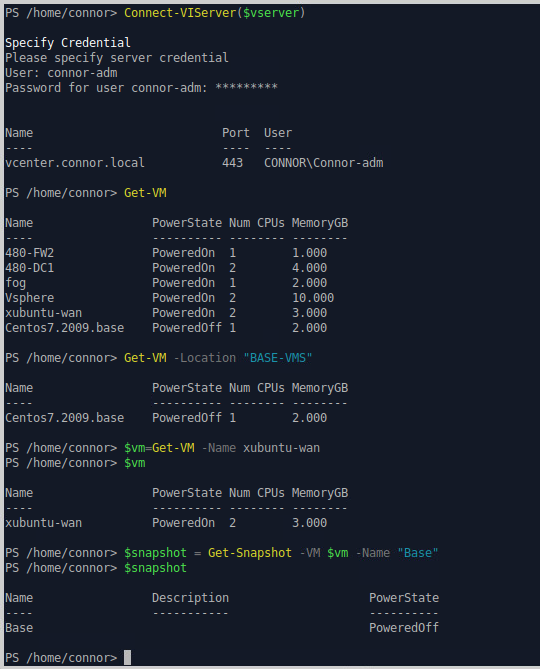 PS /home/connor> Connect-VIServer($vserver)
Specify Credential
Please specify server credential
User: connor-adm
Password for user connor-adm: *********
Name Port User
---- ---- ----
vcenter.connor.local 443 CONNOR\Connor-adm
PS /home/connor> Get-VM
Name PowerState Num CPUs MemoryGB
---- ---------- -------- --------
480-FW2 PoweredOn 1 1.000
480-DC1 PoweredOn 2 4.000
fog PoweredOn 1 2.000
Vsphere PoweredOn 2 10.000
xubuntu-wan PoweredOn 2 3.000
Centos7.2009.base PoweredOff 1 2.000
PS /home/connor> Get-VM -Location "BASE-VMS"
Name PowerState Num CPUs MemoryGB
---- ---------- -------- --------
Centos7.2009.base PoweredOff 1 2.000
PS /home/connor> $vm=Get-VM -Name xubuntu-wan
PS /home/connor> $vm
Name PowerState Num CPUs MemoryGB
---- ---------- -------- --------
xubuntu-wan PoweredOn 2 3.000
PS /home/connor> $snapshot = Get-Snapshot -VM $vm -Name "Base"
PS /home/connor> $snapshot
Name Description PowerState
---- ----------- ----------
Base PoweredOff
PS /home/connor>